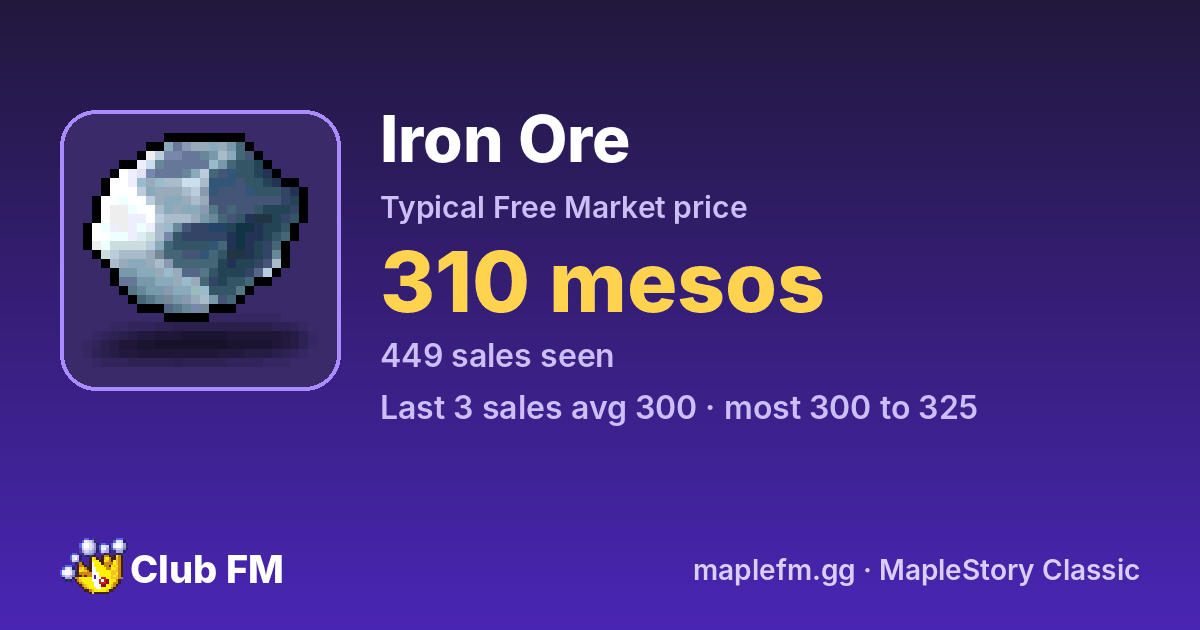 Iron Ore
Typical Free Market price
310 mesos
449 sales seen
Last 3 sales avg 300 · most 300 to 325
Club FM
maplefm.gg · MapleStory Classic